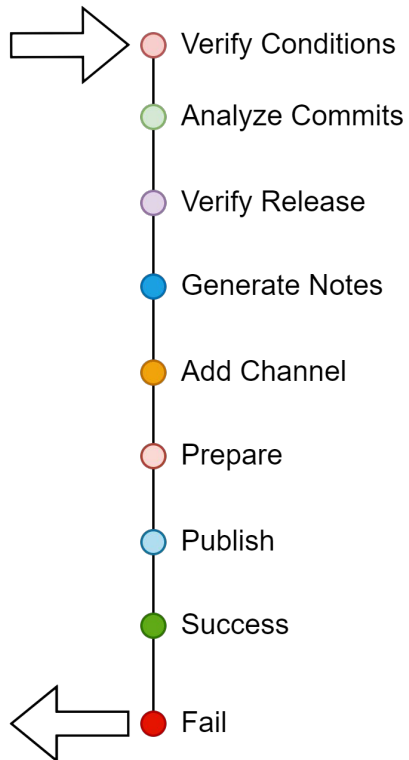 Verify Conditions
Analyze Commits
Verify Release
Generate Notes
Add Channel
Prepare
Publish
Success
Fail